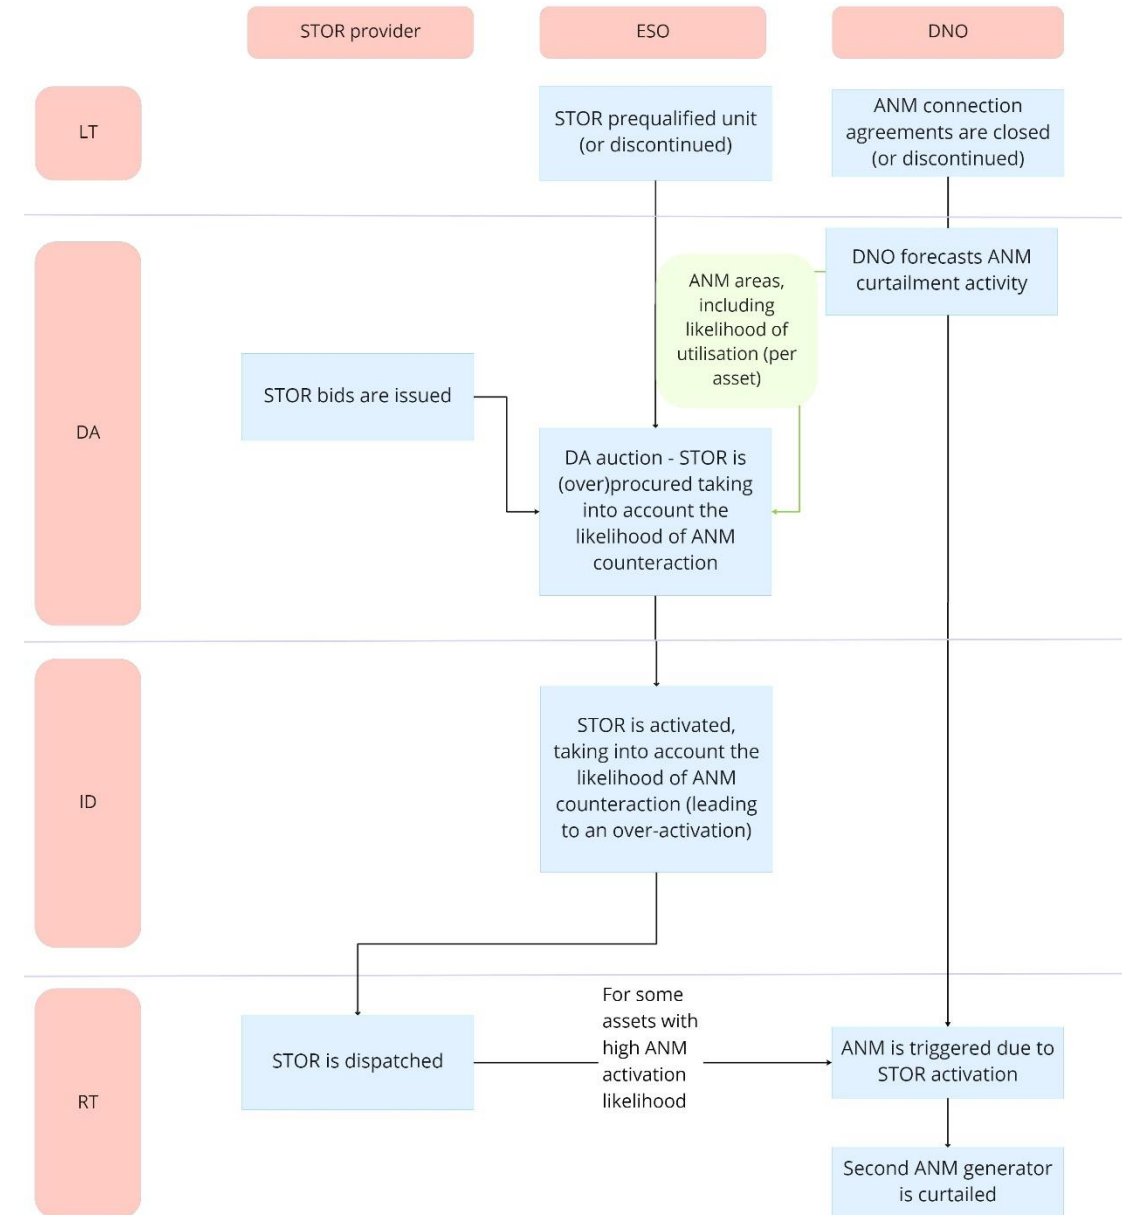 STOR provider
ESO
DNO
LT
STOR prequalified unit
(or discontinued)
ANM connection
agreements are closed
(or discontinued)
DA
DNO forecasts ANM
curtailment activity
ANM areas,
including
likelihood of
utilisation (per
asset)
STOR bids are issued
DA auction - STOR is
(over)procured taking
into account the
likelihood of ANM
counteraction
ID
STOR is activated,
taking into account the
likelihood of ANM
counteraction (leading
to an over-activation)
RT
STOR is dispatched
For some
assets with
high ANM
activation
likelihood
ANM is triggered due to
STOR activation
Second ANM generator
is curtailed